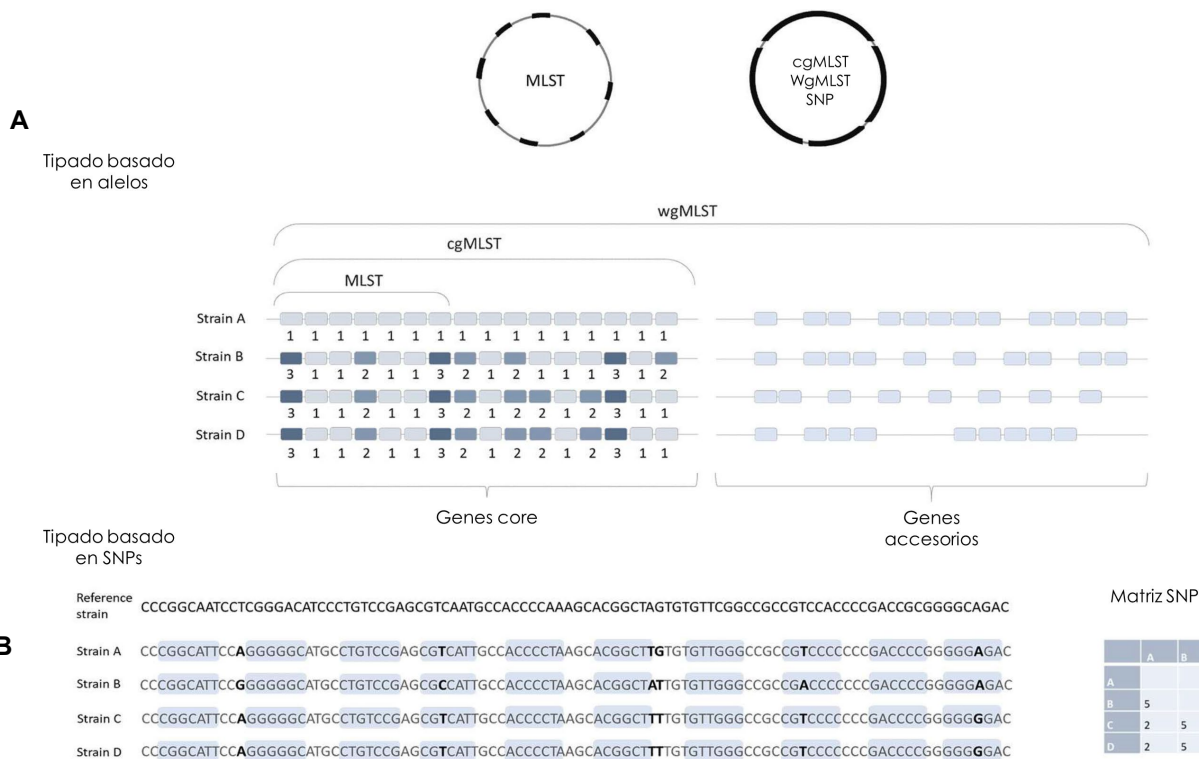 MLST
cgMLST
WgMLST
SNP
A
Tipado basado
en alelos
wgMLST
cgMLST
MLST
Strain A
1 1 1 1 1 1 1 1 1 1 1 1 1 1 1 1
Strain B
3 1 1 2 1 1 3 2 1 2 1 1 1 3 1 2
Strain C
3 1 1 2 1 1 3 2 1 2 2 1 2 3 1 1
Strain D
3 1 1 2 1 1 3 2 1 2 2 1 2 3 1 1
Genes core
Genes
accesorios
Tipado basado
en SNPs
Reference
strain
CCCGGCAATCCTCGGGACATCCCTGTCCGAGCGTCAATGCCACCCCAAAGCACGGCTAGTGTGTTCGGCCGCCGTCCACCCCGACCGCGGGGCAGAC
Matriz SNP
B
Strain A CCCGGCATTCCAGGGGGGCATGCCTGTCCGAGCGTCATTGCCACCCCTAAGCACGGCTTGTGTGTTGGGCCGCCGTCCCCCCCGACCCCGGGGGAGAC
Strain B CCCGGCATTCCGGGGGGGCATGCCTGTCCGAGCGCCATTGCCACCCCTAAGCACGGCTATTGTGTTGGGCCGCCGACCCCCCCGACCCCGGGGGAGAC
Strain C CCCGGCATTCCAGGGGGGCATGCCTGTCCGAGCGTCATTGCCACCCCTAAGCACGGCTTTTGTGTTGGGCCGCCGTCCCCCCCGACCCCGGGGGGGAC
Strain D CCCGGCATTCCAGGGGGGCATGCCTGTCCGAGCGTCATTGCCACCCCTAAGCACGGCTTTTGTGTTGGGCCGCCGTCCCCCCCGACCCCGGGGGGGAC
A B
A
B 5
C 2 5
D 2 5